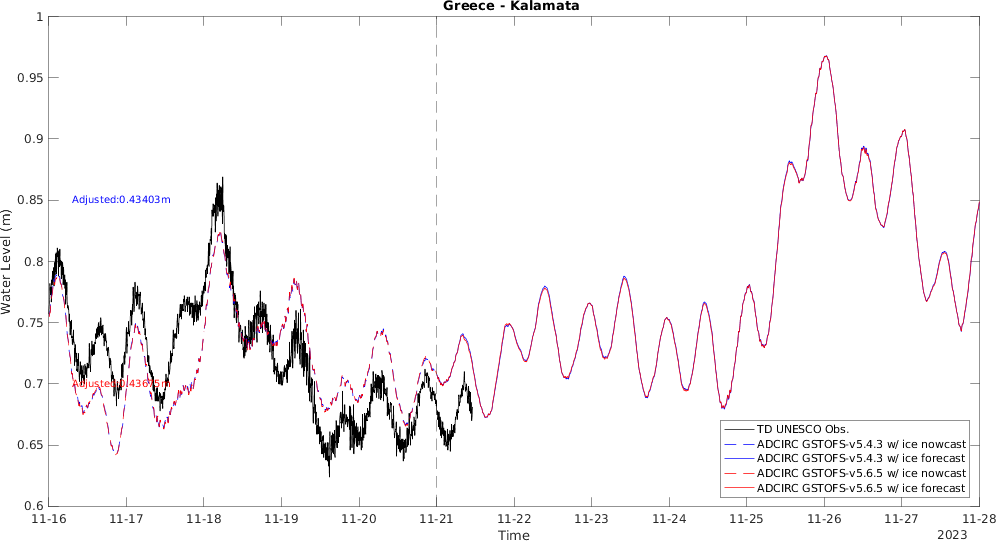 Greece - Kalamata
1
0.95
0.9
0.85
0.8
0.75
0.7
0.65
0.6
Water Level (m)
Adjusted:0.43403m
Adjusted:0.43675m
TD UNESCO Obs.
ADCIRC GSTOFS-v5.4.3 w/ ice nowcast
ADCIRC GSTOFS-v5.4.3 w/ ice forecast
ADCIRC GSTOFS-v5.6.5 w/ ice nowcast
ADCIRC GSTOFS-v5.6.5 w/ ice forecast
11-16 11-17 11-18 11-19 11-20 11-21 11-22 11-23 11-24 11-25 11-26 11-27 11-28
Time
2023